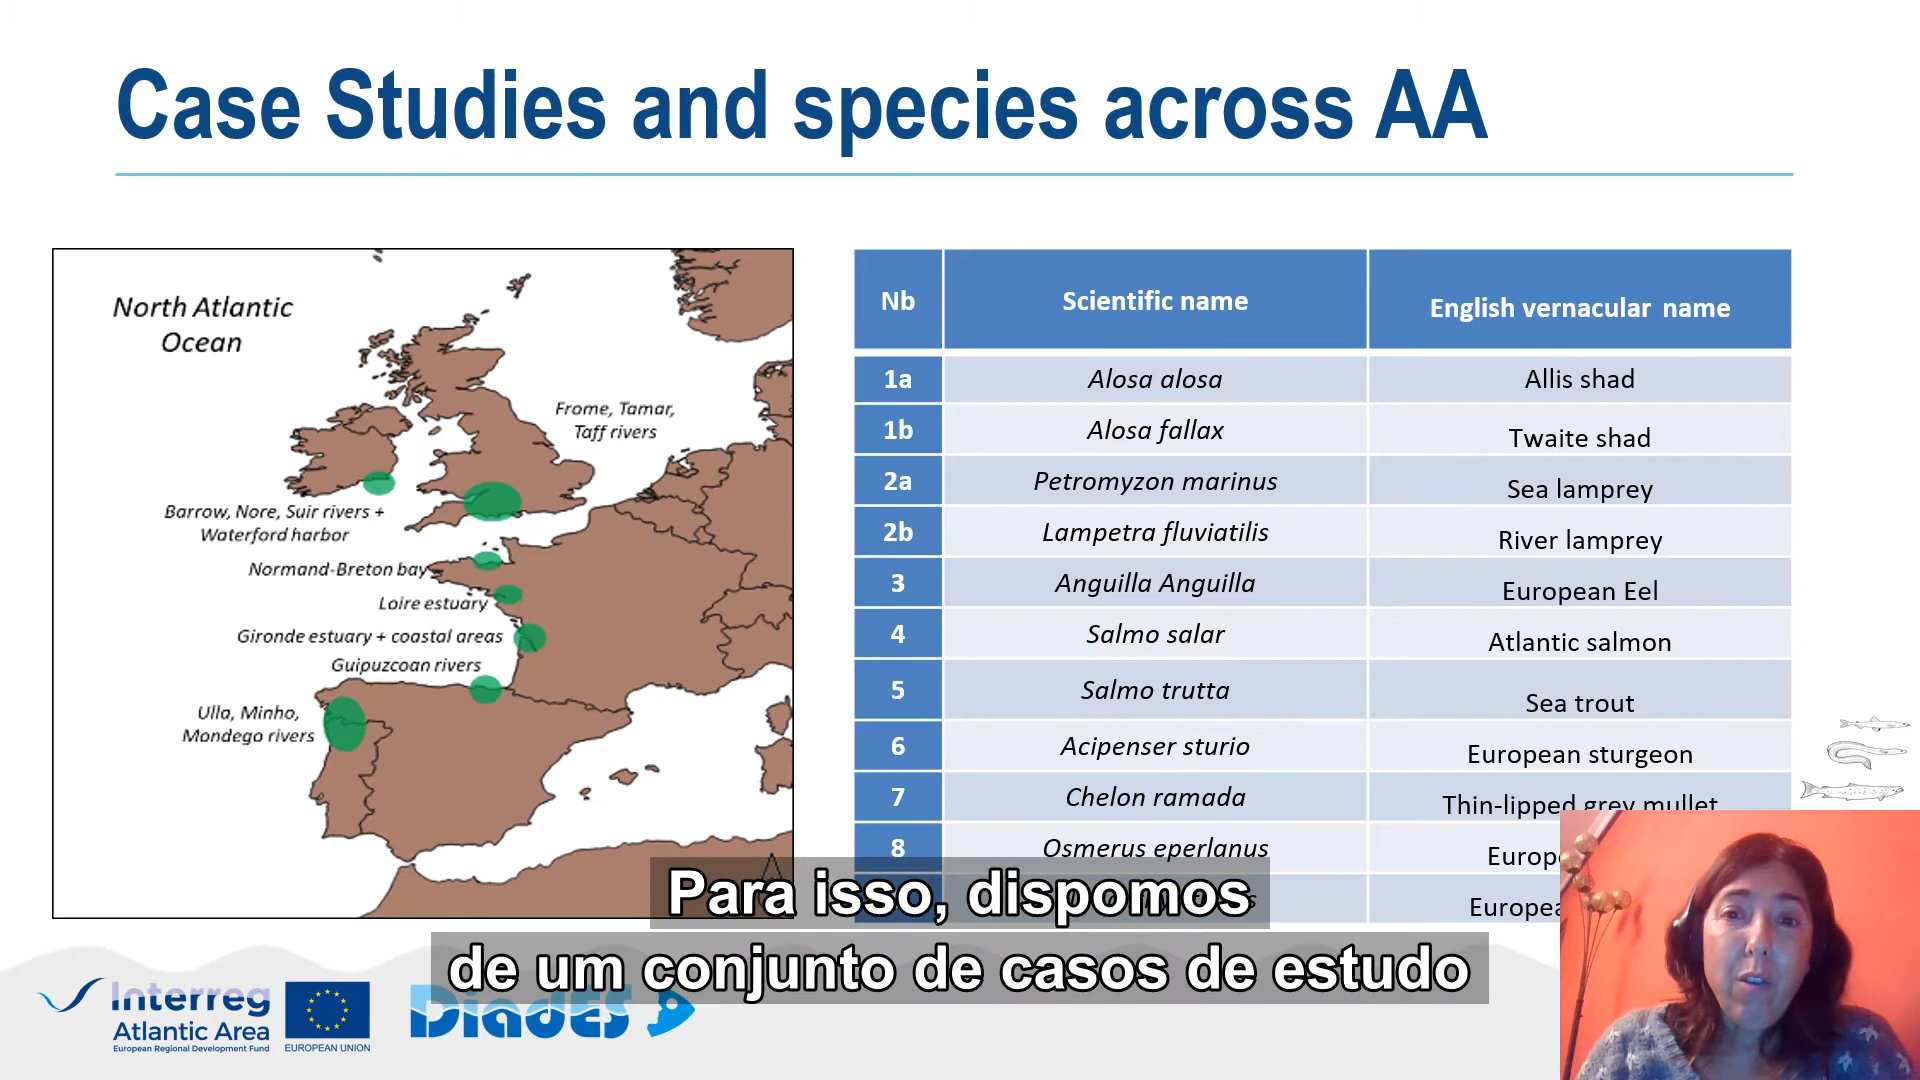 Case Studies and species across AA
North Atlantic
Ocean
Frome, Tamar,
Taff rivers
Barrow, Nore, Suir rivers +
Waterford harbor
Normand-Breton bay
Loire estuary
Gironde estuary + coastal areas
Guipuzcoan rivers
Ulla, Minho,
Mondego rivers
Nb Scientific name English vernacular name
1a Alosa alosa Allis shad
1b Alosa fallax Twaite shad
2a Petromyzon marinus Sea lamprey
2b Lampetra fluviatilis River lamprey
3 Anguilla Anguilla European Eel
4 Salmo salar Atlantic salmon
5 Salmo trutta Sea trout
6 Acipenser sturio European sturgeon
7 Chelon ramada Thin-lipped grey mullet
8 Osmerus eperlanus
Para isso, dispomos
de um conjunto de casos de estudo
Interreg
Atlantic Area
European Regional Development Fund
EUROPEAN UNION
DiadES